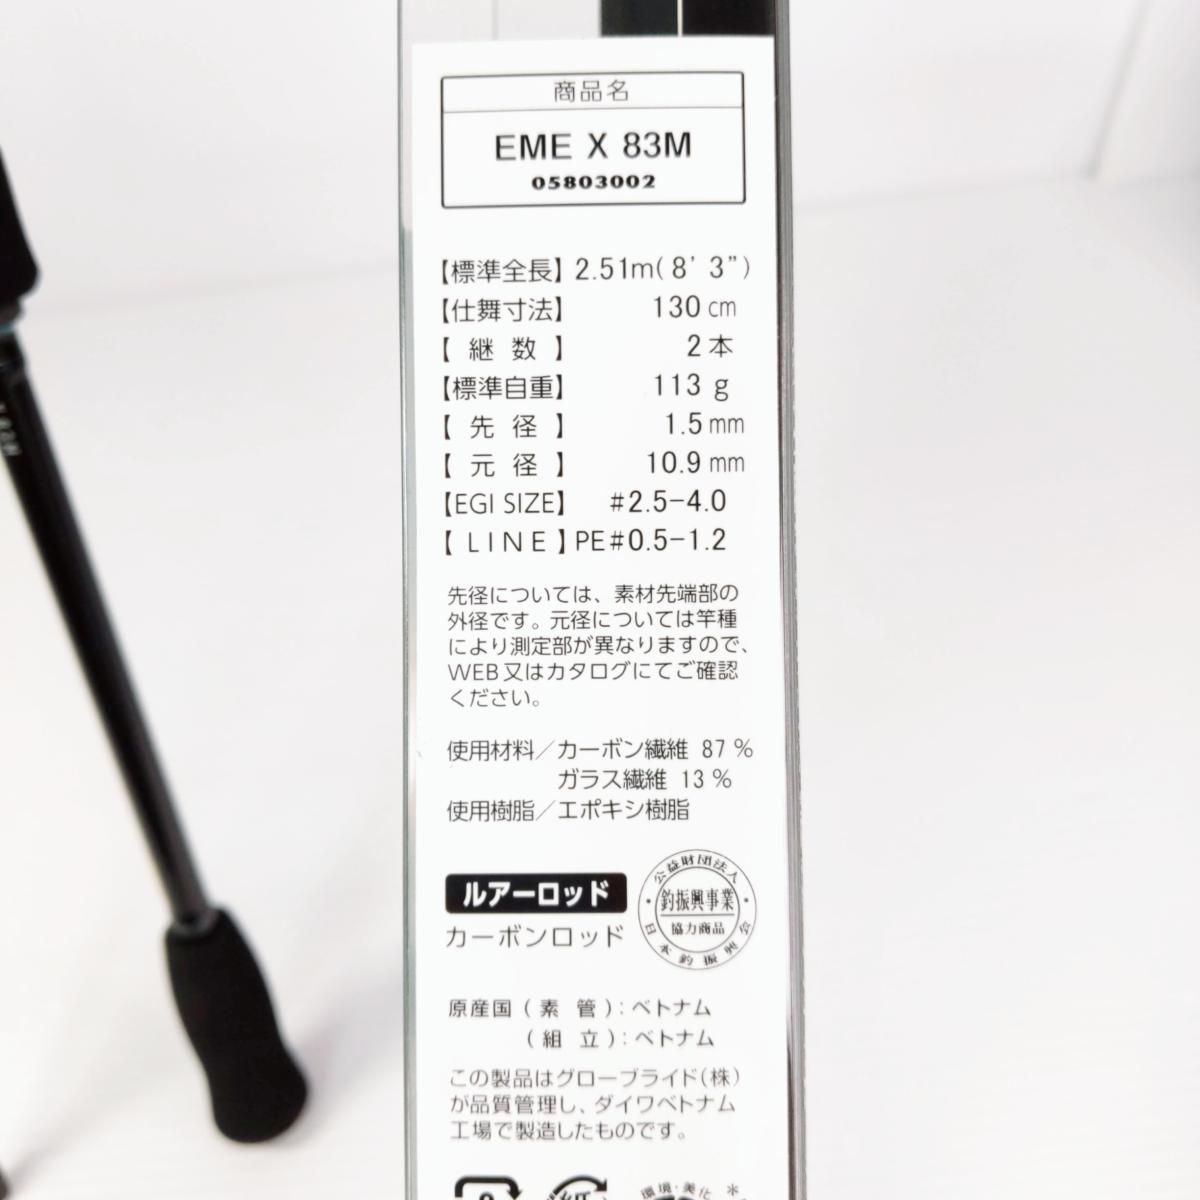 商品名
EME X 83M
05803002
【標準全長】2.51m(8'3")
【仕舞寸法】 130cm
【継数】 2本
【標準自重】 113g
【先径】 1.5mm
【元径】 10.9mm
【EGI SIZE】 #2.5-4.0
【LINE】PE#0.5-1.2
先径については、素材先端部の
外径です。元径については竿種
により測定部が異なりますので、
WEB又はカタログにてご確認
ください。
使用材料/カーボン繊維 87%
ガラス繊維 13%
使用樹脂/エポキシ樹脂
ルアーロッド
カーボンロッド
公益財団法人
釣振興事業
協力商品
日本釣振興会
原産国(素管):ベトナム
(組立):ベトナム
この製品はグローブライド(株)
が品質管理し、ダイワベトナム
工場で製造したものです。
環境・美化